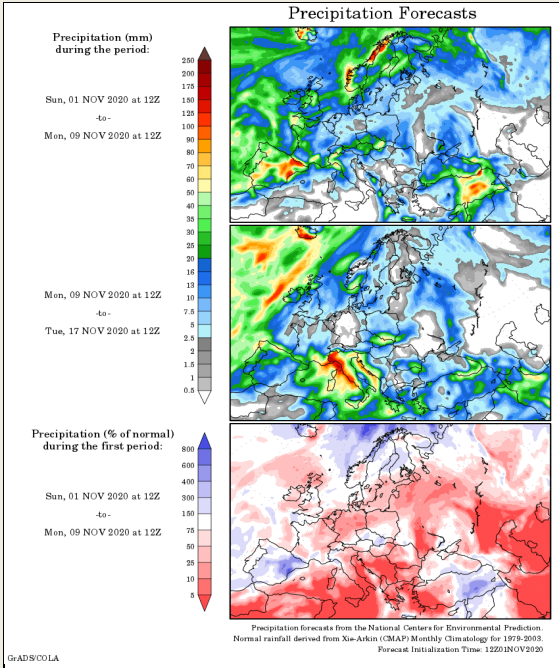 Precipitation Forecasts
Precipitation (mm)
during the period:
Sun, 01 NOV 2020 at 12Z
-to-
Mon, 09 NOV 2020 at 12Z
250
200
175
150
125
100
90
80
70
60
50
40
35
30
25
20
16
13
10
7.5
5
2.5
2
1.5
1
0.5
Mon, 09 NOV 2020 at 12Z
-to-
Tue, 17 NOV 2020 at 12Z
Precipitation (% of normal)
during the first period:
Sun, 01 NOV 2020 at 12Z
-to-
Mon, 09 NOV 2020 at 12Z
800
600
400
300
150
75
50
25
10
5
Precipitation forecasts from the National Centers for Environmental Prediction.
Normal rainfall derived from Xie-Arkin (CMAP) Monthly Climatology for 1979-2003.
Forecast Initialization Time: 12Z01NOV2020
GrADS/COLA